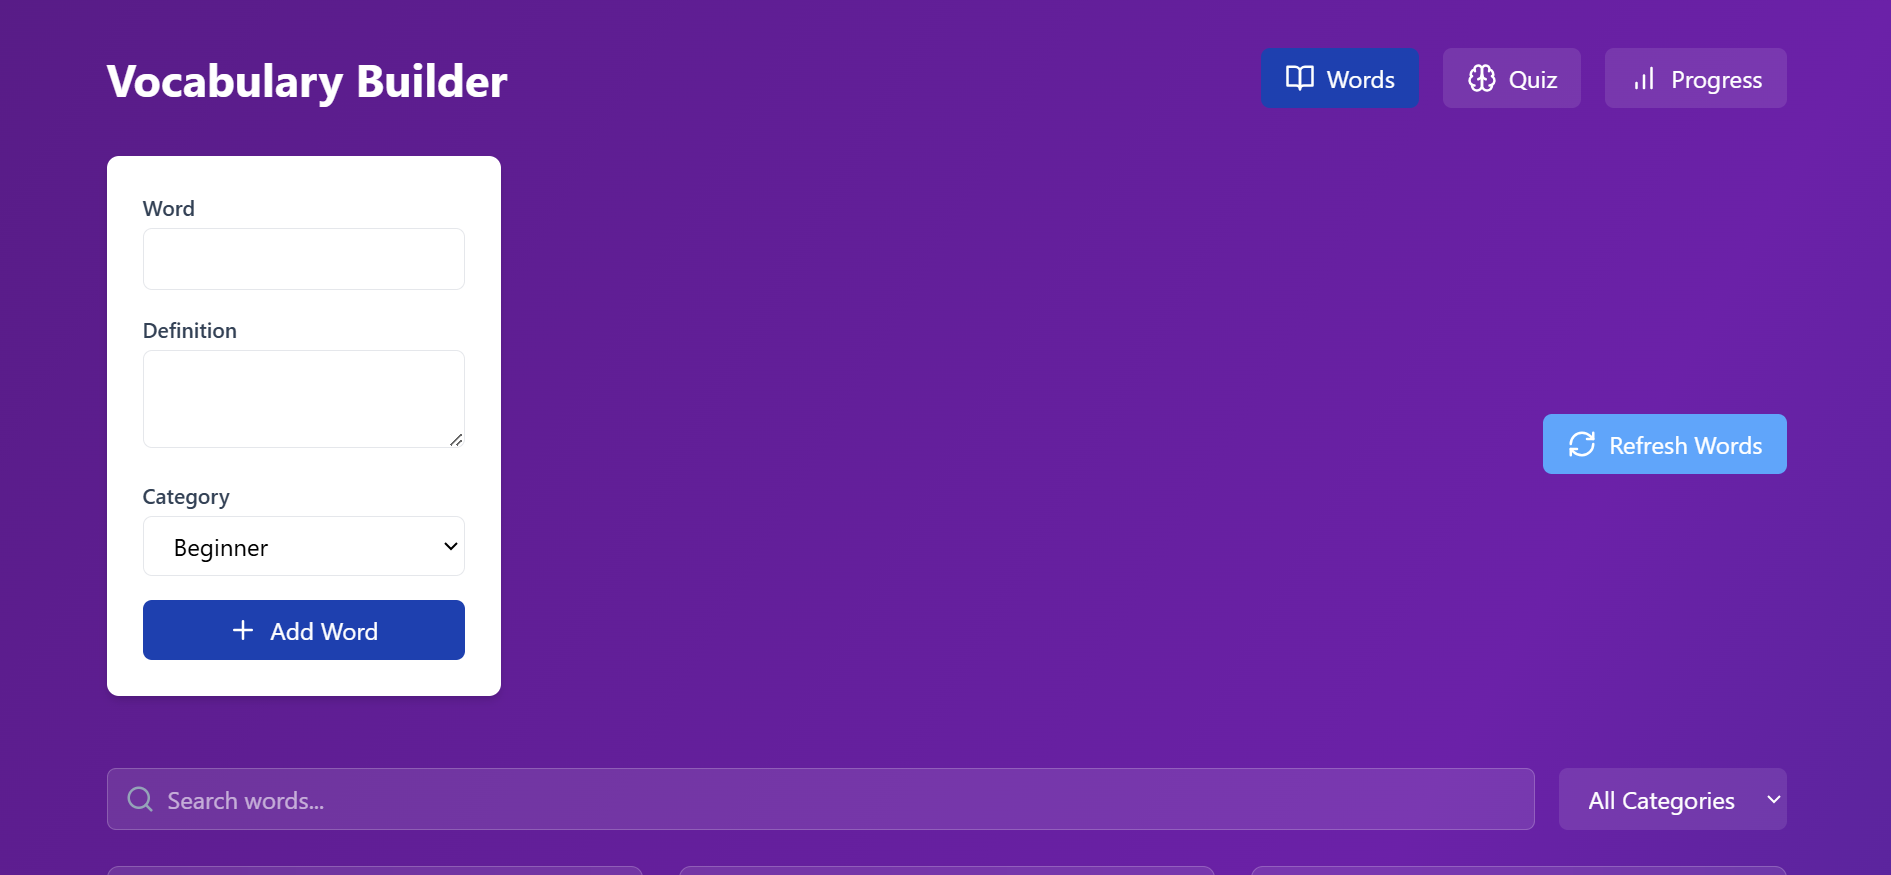 Vocabulary Builder
Words
Quiz
Progress
Word
Definition
Category
Beginner
Add Word
Refresh Words
Search words...
All Categories